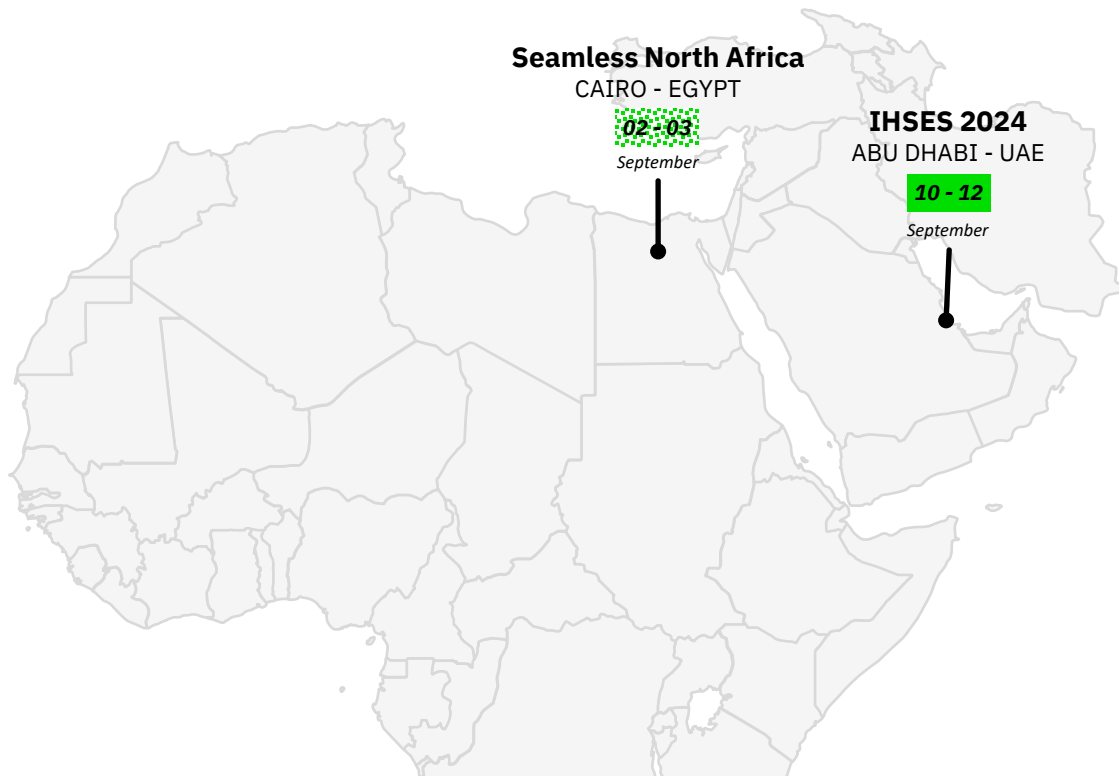 Seamless North Africa
CAIRO - EGYPT
02 - 03
September
IHSES 2024
ABU DHABI - UAE
10 - 12
September